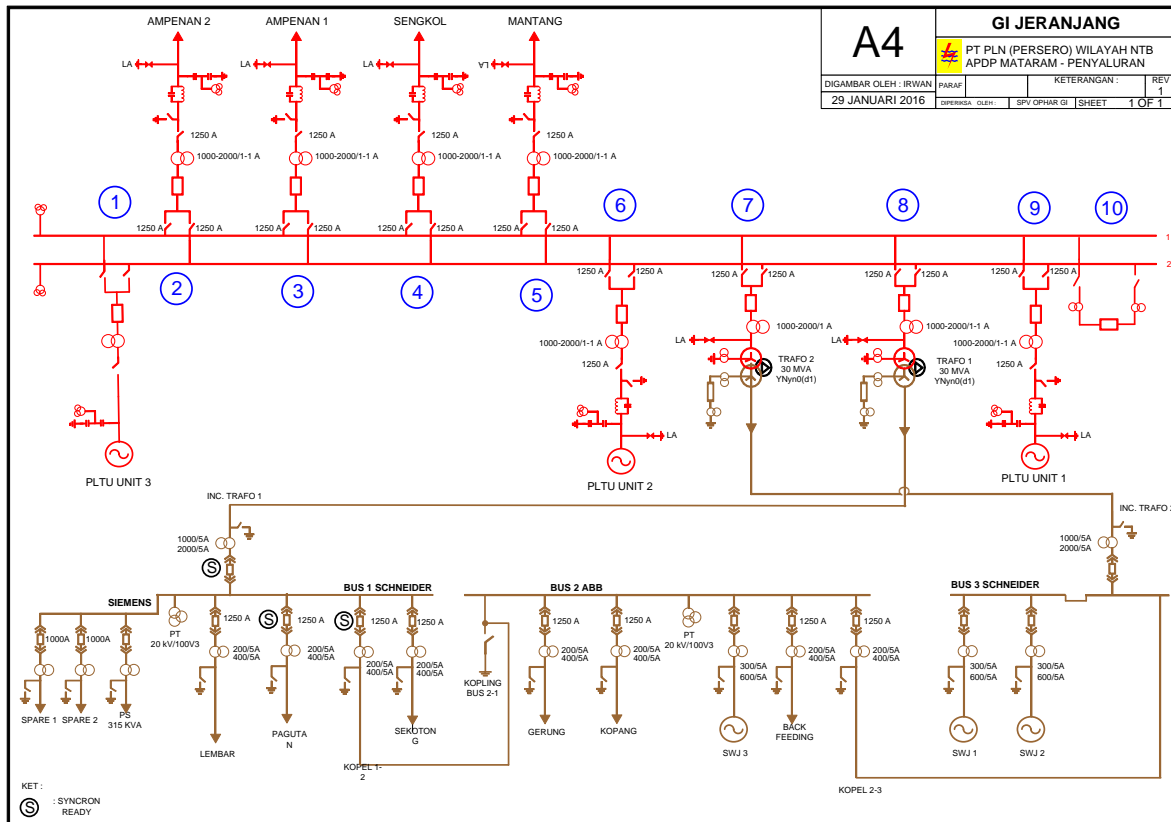 AMPENAN 2
AMPENAN 1
SENGKOL
MANTANG
A4
GI JERANJANG
PT PLN (PERSERO) WILAYAH NTB
APDP MATARAM - PENYALURAN
DIGAMBAR OLEH : IRWAN
PARAF
KETERANGAN :
REV
1
29 JANUARI 2016
DIPERIKSA OLEH :
SPV OPHAR GI
SHEET
1 OF 1
LA
LA
LA
LA
1250 A
1250 A
1250 A
1250 A
1000-2000/1-1 A
1000-2000/1-1 A
1000-2000/1-1 A
1000-2000/1-1 A
1
6
7
8
9
10
1250 A
1250 A
1250 A
1250 A
1250 A
1250 A
1250 A
1250 A
1
2
2
3
4
5
1250 A
1250 A
1250 A
1250 A
1250 A
1250 A
1250 A
1250 A
1000-2000/1 A
1000-2000/1-1 A
1000-2000/1-1 A
1000-2000/1-1 A
LA
LA
1250 A
1250 A
TRAFO 2
30 MVA
YNyn0(d1)
TRAFO 1
30 MVA
YNyn0(d1)
LA
LA
PLTU UNIT 3
PLTU UNIT 2
PLTU UNIT 1
INC. TRAFO 1
INC. TRAFO 2
1000/5A
2000/5A
1000/5A
2000/5A
S
SIEMENS
BUS 1 SCHNEIDER
BUS 2 ABB
BUS 3 SCHNEIDER
1000A
1000A
PT
20 kV/100V3
1250 A
S
1250 A
S
1250 A
1250 A
1250 A
1250 A
PT
20 kV/100V3
1250 A
1250 A
200/5A
400/5A
200/5A
400/5A
200/5A
400/5A
200/5A
400/5A
KOPLING
BUS 2-1
200/5A
400/5A
200/5A
400/5A
300/5A
600/5A
200/5A
400/5A
200/5A
400/5A
300/5A
600/5A
300/5A
600/5A
SPARE 1
SPARE 2
PS
315 KVA
LEMBAR
PAGUTA
N
KOPEL 1-
2
SEKOTON
G
GERUNG
KOPANG
SWJ 3
BACK
FEEDING
KOPEL 2-3
SWJ 1
SWJ 2
KET :
S
: SYNCRON
READY